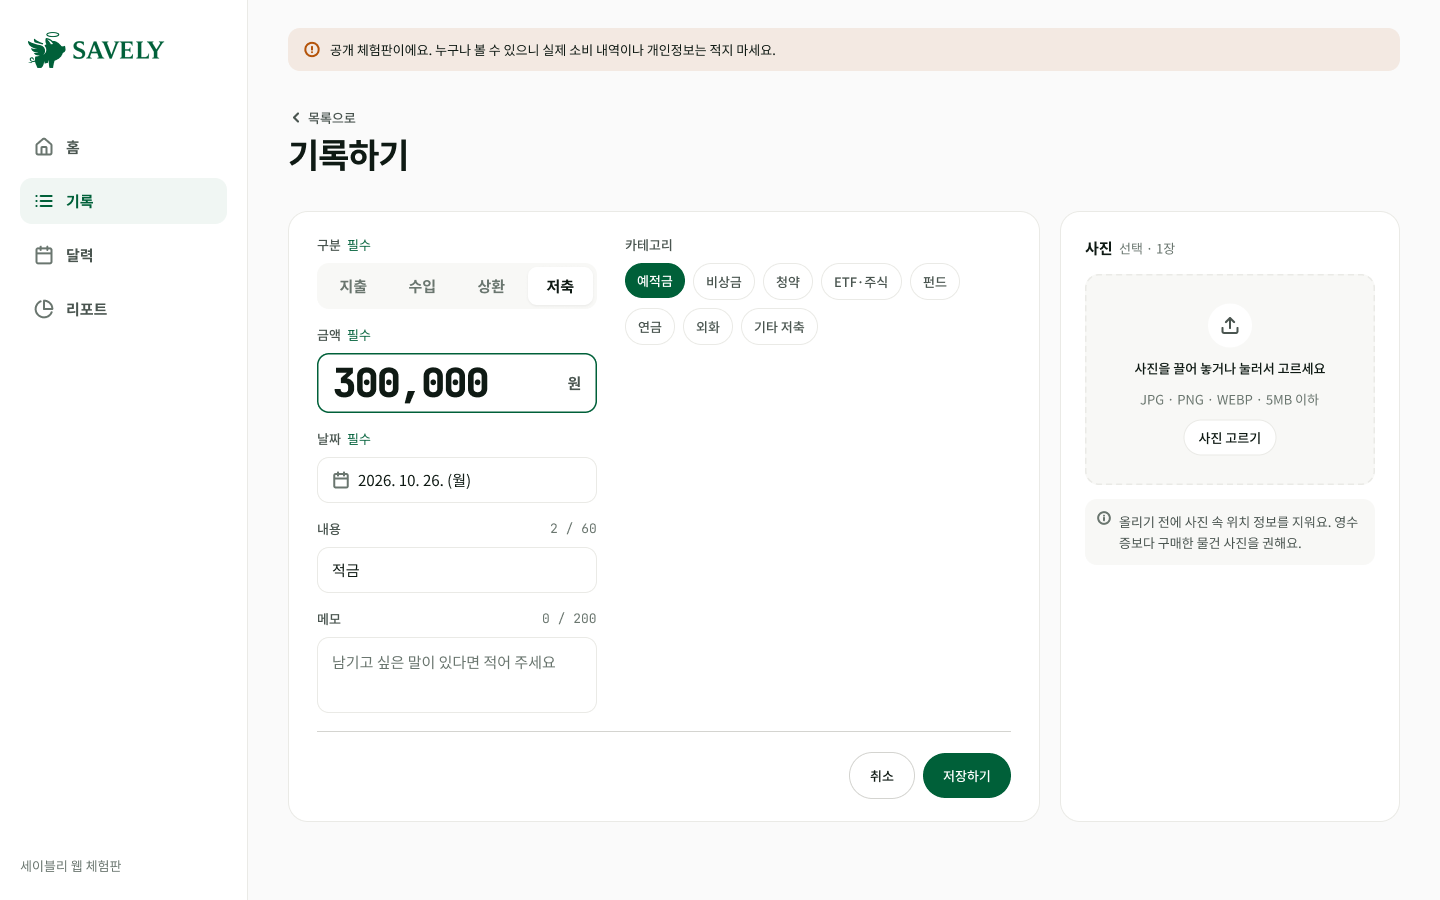 SAVELY
홈
기록
달력
리포트
세이블리 웹 체험판
공개 체험판이에요. 누구나 볼 수 있으니 실제 소비 내역이나 개인정보는 적지 마세요.
목록으로
기록하기
구분 필수
지출 수입 상환 저축
금액 필수
300,000 원
날짜 필수
2026. 10. 26. (월)
내용 2 / 60
적금
메모 0 / 200
남기고 싶은 말이 있다면 적어 주세요
카테고리
예적금 비상금 청약 ETF·주식 펀드
연금 외화 기타 저축
취소 저장하기
사진 선택 · 1장
사진을 끌어 놓거나 눌러서 고르세요
JPG · PNG · WEBP · 5MB 이하
사진 고르기
올리기 전에 사진 속 위치 정보를 지워요. 영수
증보다 구매한 물건 사진을 권해요.